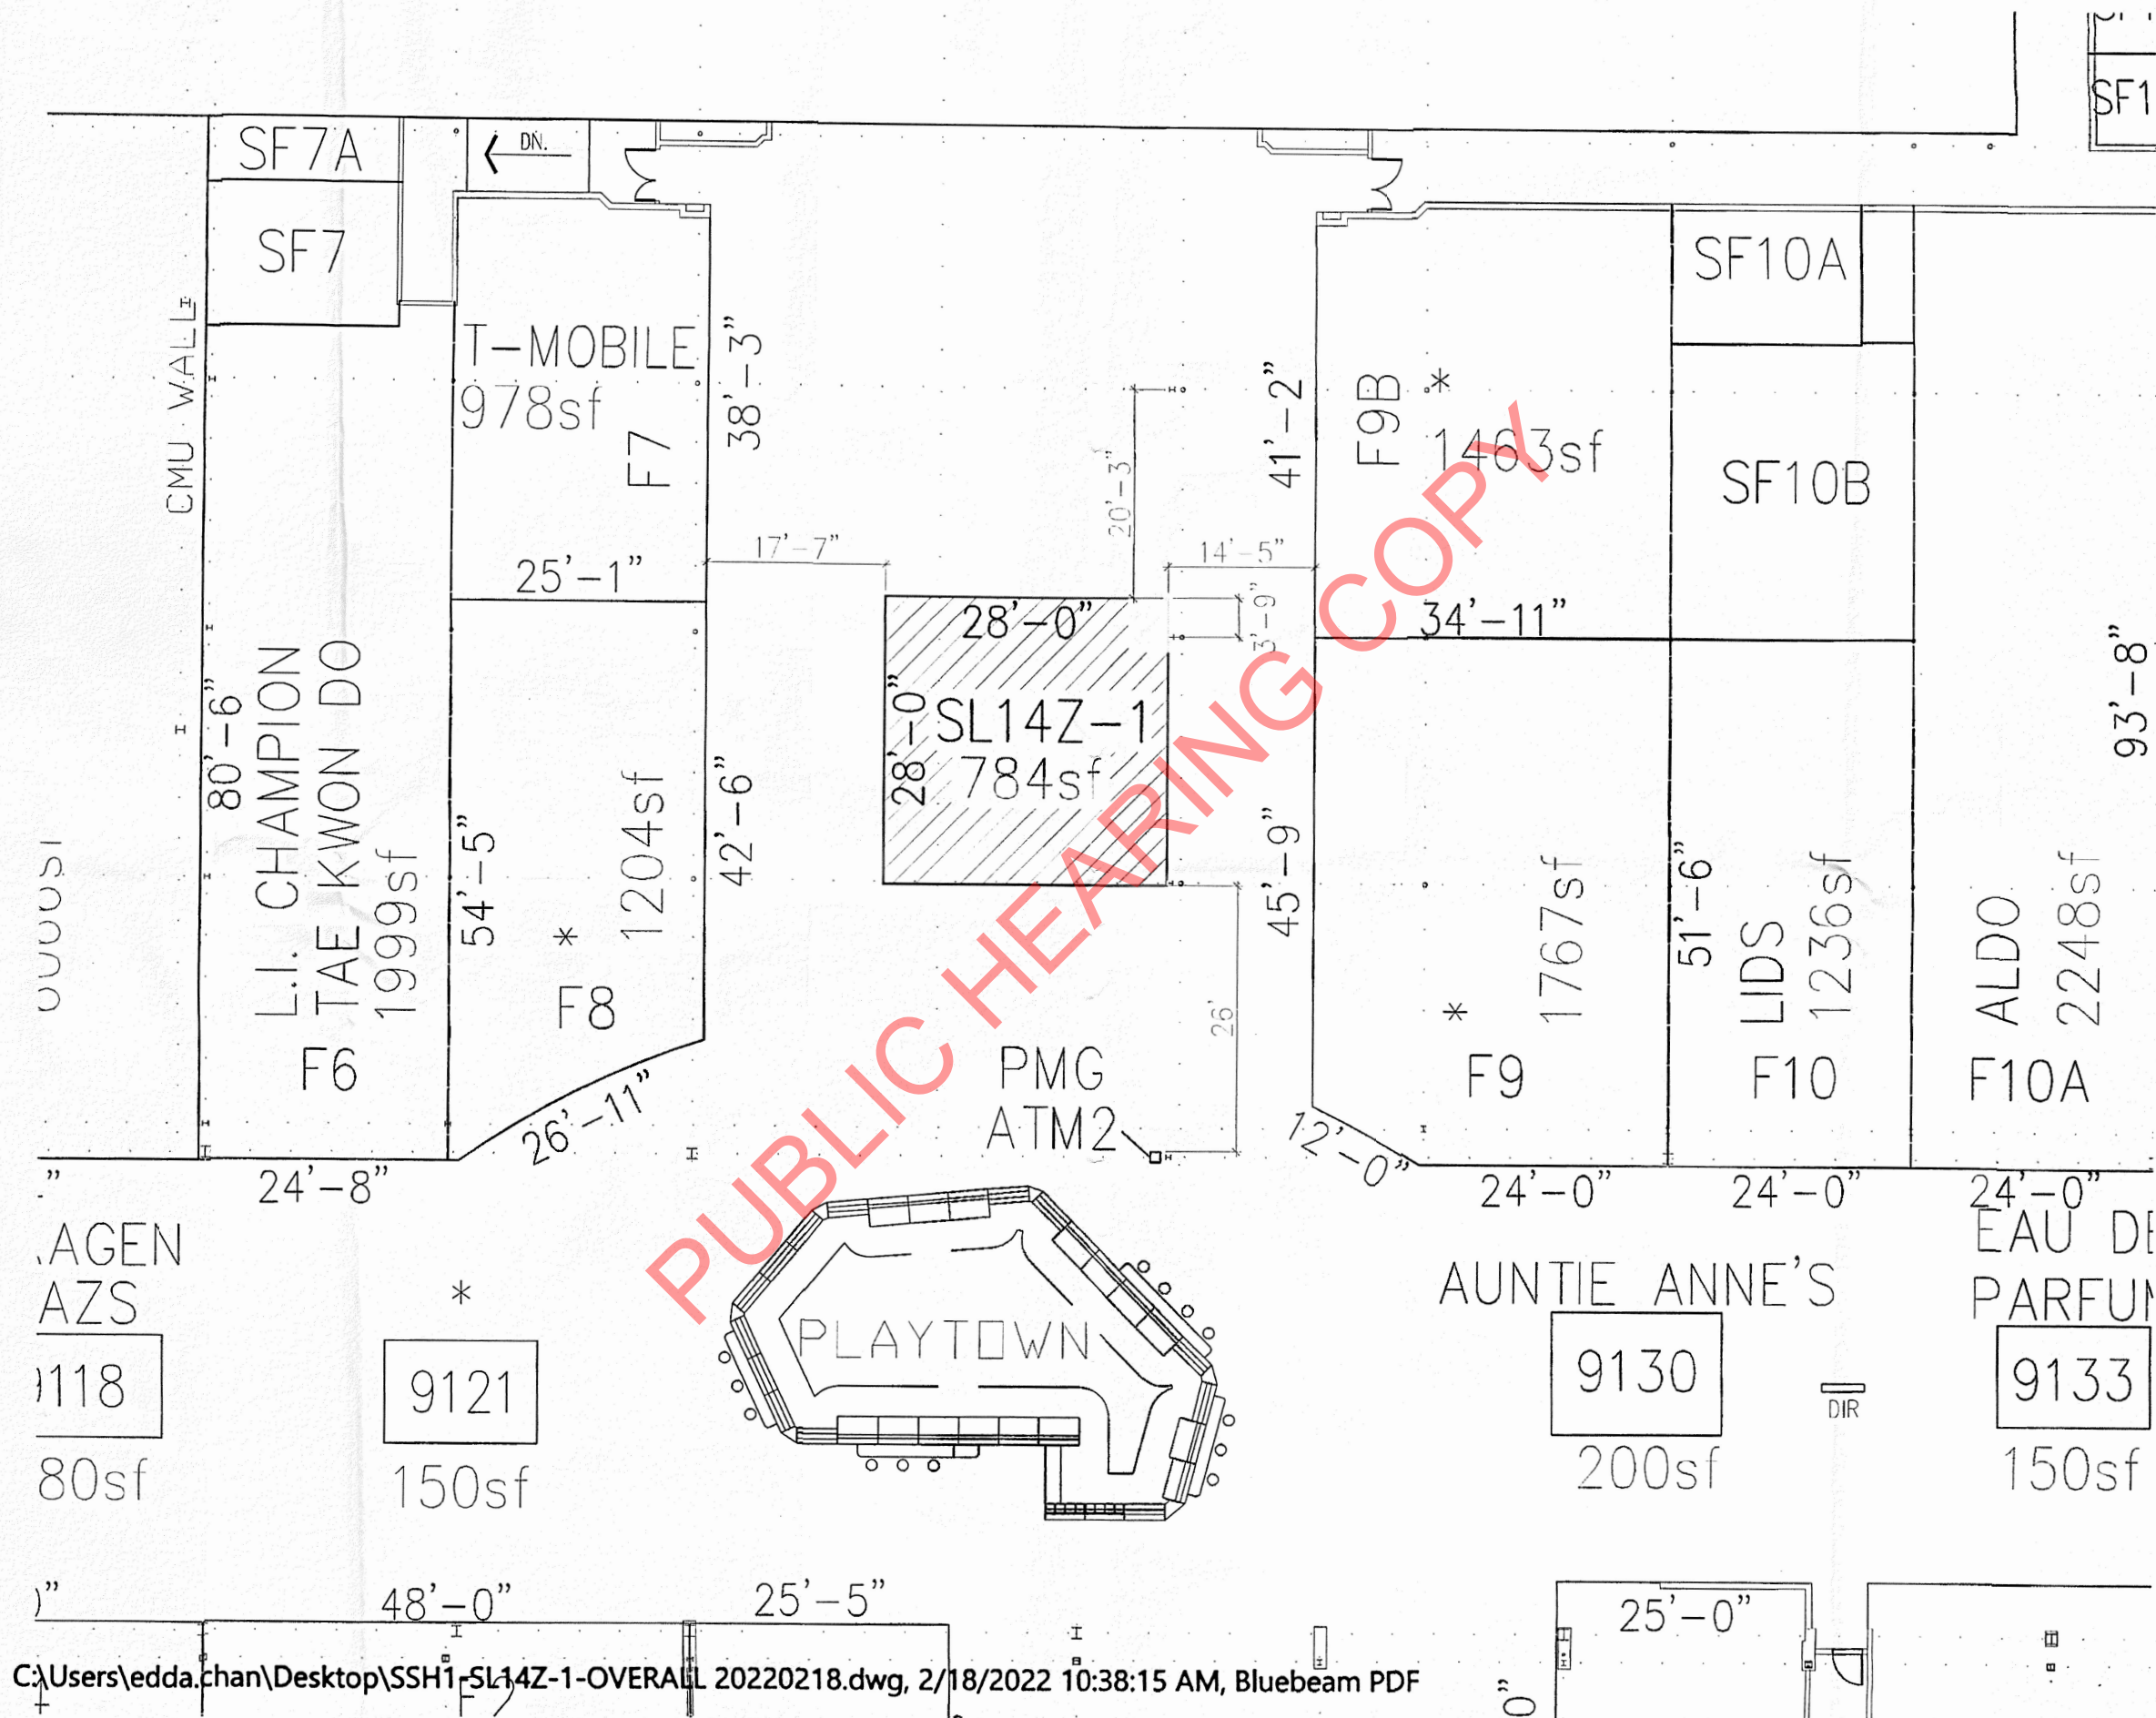 SF1
SF7A
DN.
SF7
SF10A
CMU WALL
T-MOBILE
978sf
F7
38'-3"
20'-3"
41'-2"
F9B
*
1463sf
SF10B
17'-7"
14'-5"
25'-1"
28'-0"
3'-9"
34'-11"
80'-6"
L.I. CHAMPION
TAE KWON DO
1999sf
F6
54'-5"
*
1204sf
F8
42'-6"
28'-0"
SL14Z-1
784sf
45'-9"
26'
1767sf
*
F9
51'-6"
LIDS
1236sf
F10
ALDO
2248sf
F10A
93'-8"
PMG
ATM2
26'-11"
12'-0"
24'-8"
24'-0"
24'-0"
24'-0"
PUBLIC HEARING COPY
AGEN
AZS
118
80sf
*
9121
150sf
PLAYTOWN
AUNTIE ANNE'S
9130
200sf
DIR
EAU DE
PARFUM
9133
150sf
48'-0"
25'-5"
25'-0"
C:\Users\edda.chan\Desktop\SSH1-SL14Z-1-OVERALL 20220218.dwg, 2/18/2022 10:38:15 AM, Bluebeam PDF